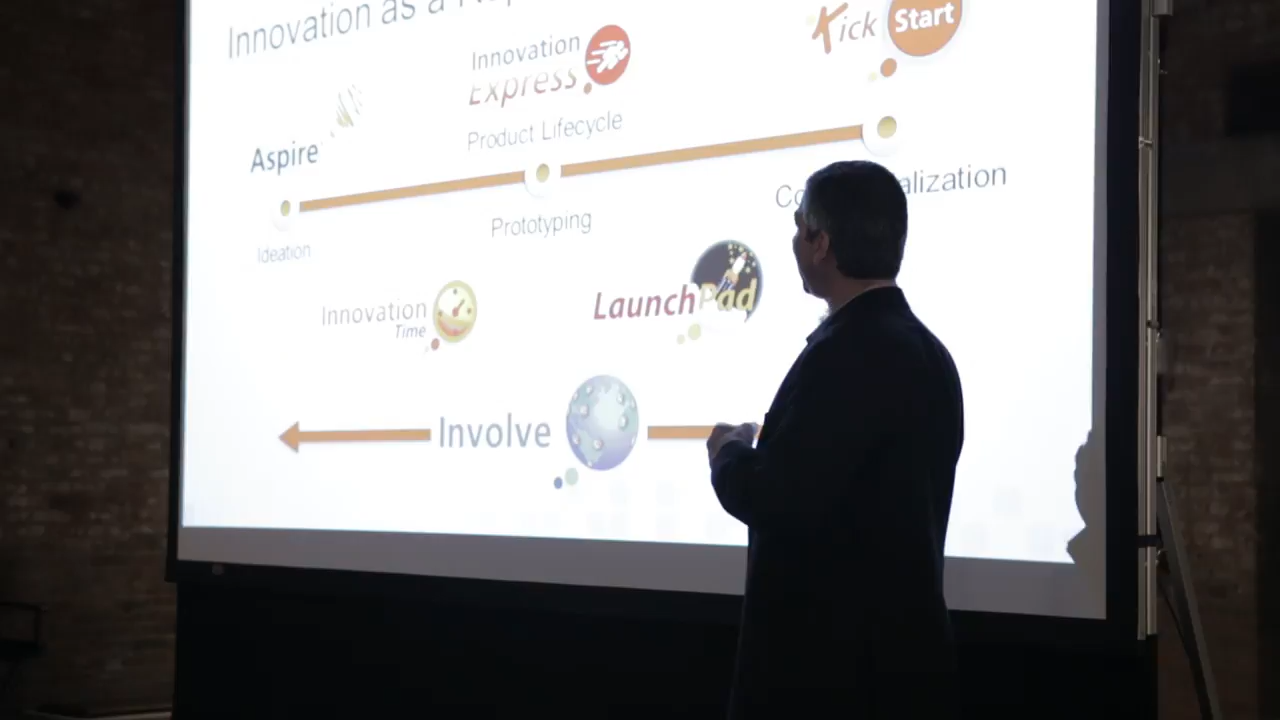 Innovation as a
Kick Start
Innovation
Express
Product Lifecycle
Aspire
Prototyping
Ideation
Innovation
Time
LaunchPad
Involve